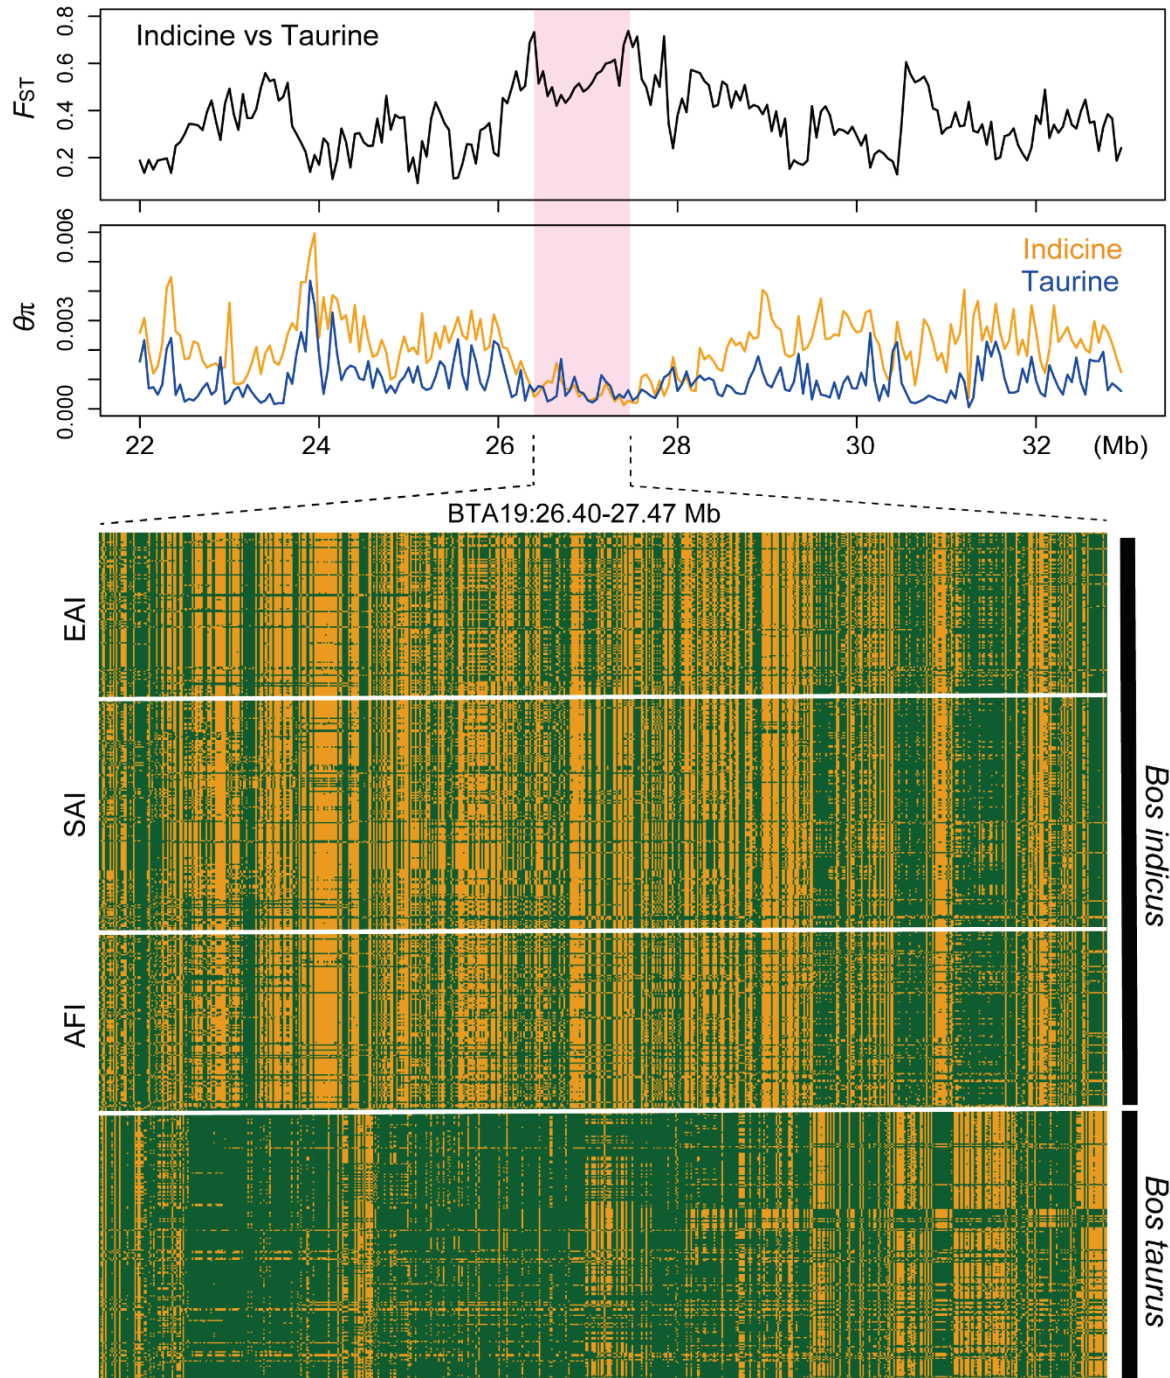 Indicine vs Taurine
FST
0.8
0.6
0.4
0.2
Indicine
Taurine
θπ
0.006
0.003
0.000
22 24 26 28 30 32 (Mb)
BTA19:26.40-27.47 Mb
EAI
SAI
AFI
Bos indicus
Bos taurus